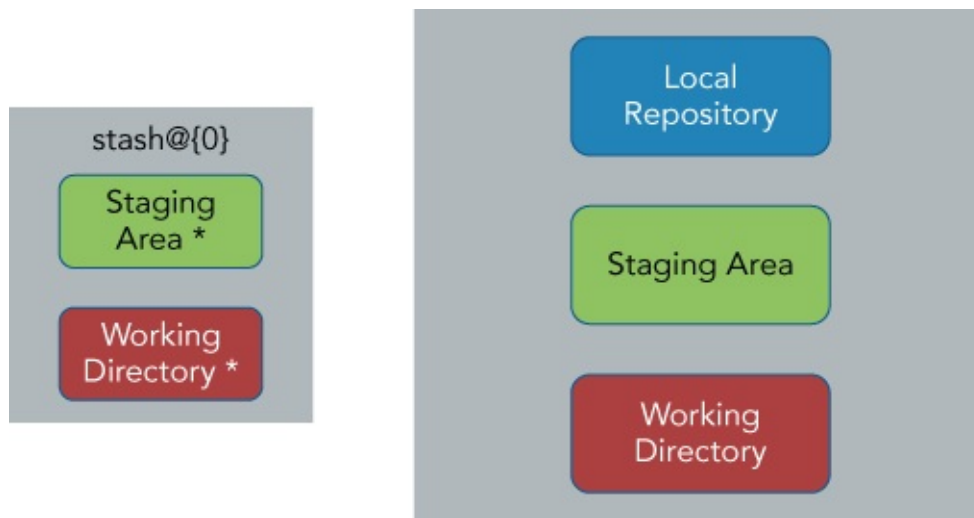 stash@{0}
Staging
Area *
Working
Directory *
Local
Repository
Staging Area
Working
Directory